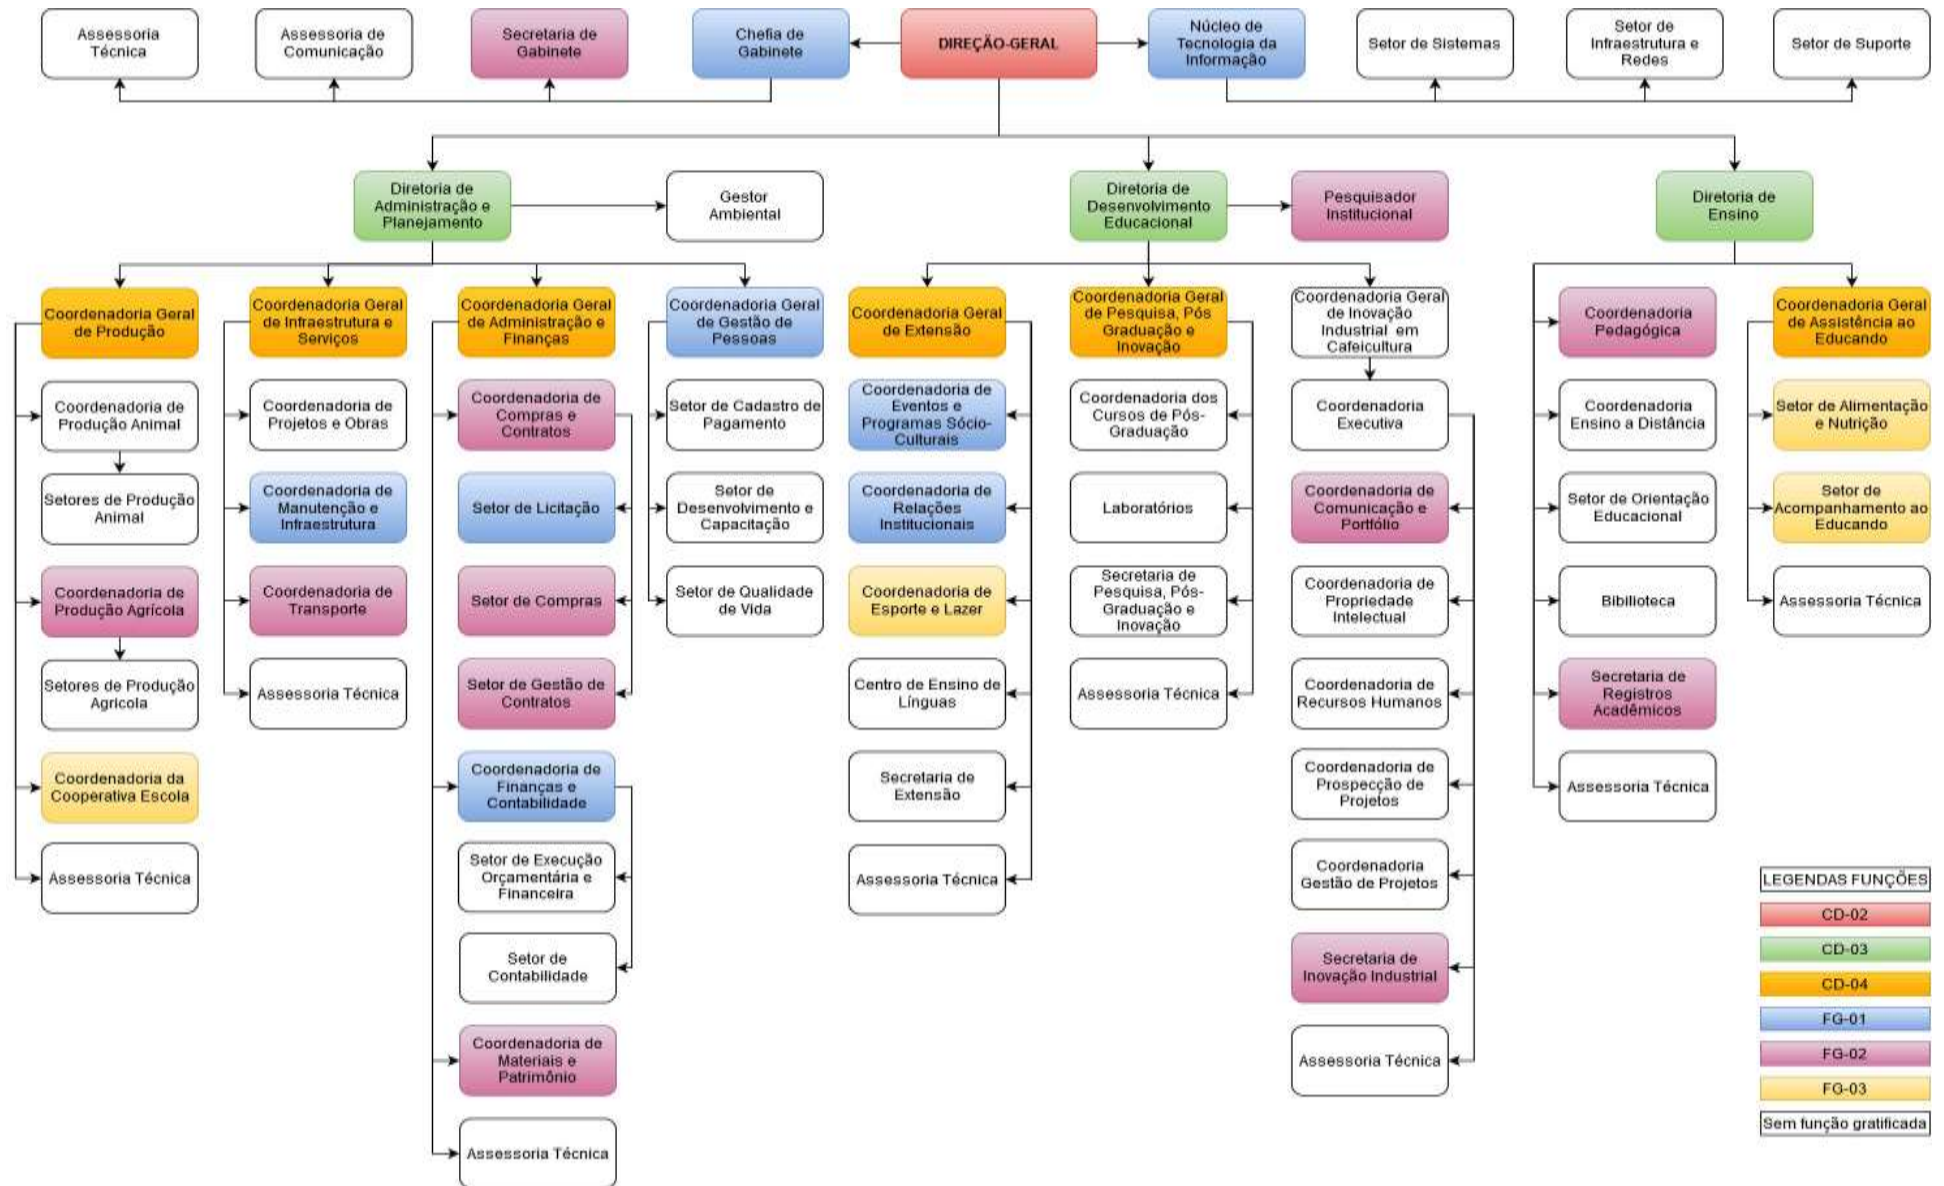 Assessoria
Técnica
Assessoria de
Comunicação
Secretaria de
Gabinete
Chefia de
Gabinete
DIREÇÃO-GERAL
Núcleo de
Tecnologia da
Informação
Setor de Sistemas
Setor de
Infraestrutura e
Redes
Setor de Suporte
Diretoria de
Administração e
Planejamento
Gestor
Ambiental
Diretoria de
Desenvolvimento
Educacional
Pesquisador
Institucional
Diretoria de
Ensino
Coordenadoria Geral
de Produção
Coordenadoria de
Produção Animal
Setores de Produção
Animal
Coordenadoria de
Produção Agrícola
Setores de Produção
Agricola
Coordenadoria da
Cooperativa Escola
Assessoria Técnica
Coordenadoria Geral
de Infraestrutura e
Serviços
Coordenadoria de
Projetos e Obras
Coordenadoria de
Manutenção e
Infraestrutura
Coordenadoria de
Transporte
Assessoria Técnica
Coordenadoria Geral
de Administração e
Finanças
Coordenadoria de
Compras e
Contratos
Setor de Licitação
Setor de Compras
Setor de Gestão de
Contratos
Coordenadoria de
Finanças e
Contabilidade
Setor de Execução
Orçamentária e
Financeira
Setor de
Contabilidade
Coordenadoria de
Materiais e
Patrimônio
Assessoria Técnica
Coordenadoria Geral
de Gestão de
Pessoas
Setor de Cadastro de
Pagamento
Setor de
Desenvolvimento e
Capacitação
Setor de Qualidade
de Vida
Coordenadoria Geral
de Extensão
Coordenadoria de
Eventos e
Programas Sócio-
Culturais
Coordenadoria de
Relações
Institucionais
Coordenadoria de
Esporte e Lazer
Centro de Ensino de
Línguas
Secretaria de
Extensão
Assessoria Técnica
Coordenadoria Geral
de Pesquisa, Pós
Graduação e
Inovação
Coordenadoria dos
Cursos de Pós-
Graduação
Laboratórios
Secretaria de
Pesquisa, Pós-
Graduação e
Inovação
Assessoria Técnica
Coordenadoria Geral
de Inovação
Industrial em
Cafeicultura
Coordenadoria
Executiva
Coordenadoria de
Comunicação e
Portfólio
Coordenadoria de
Propriedade
Intelectual
Coordenadoria de
Recursos Humanos
Coordenadoria de
Prospecção de
Projetos
Coordenadoria
Gestão de Projetos
Secretaria de
Inovação Industrial
Assessoria Técnica
Coordenadoria
Pedagógica
Coordenadoria
Ensino a Distância
Setor de Orientação
Educacional
Bibilioteca
Secretaria de
Registros
Acadêmicos
Assessoria Técnica
Coordenadoria Geral
de Assistência ao
Educando
Setor de Alimentação
e Nutrição
Setor de
Acompanhamento ao
Educando
Assessoria Técnica
LEGENDAS FUNÇÕES
CD-02
CD-03
CD-04
FG-01
FG-02
FG-03
Sem função gratificada